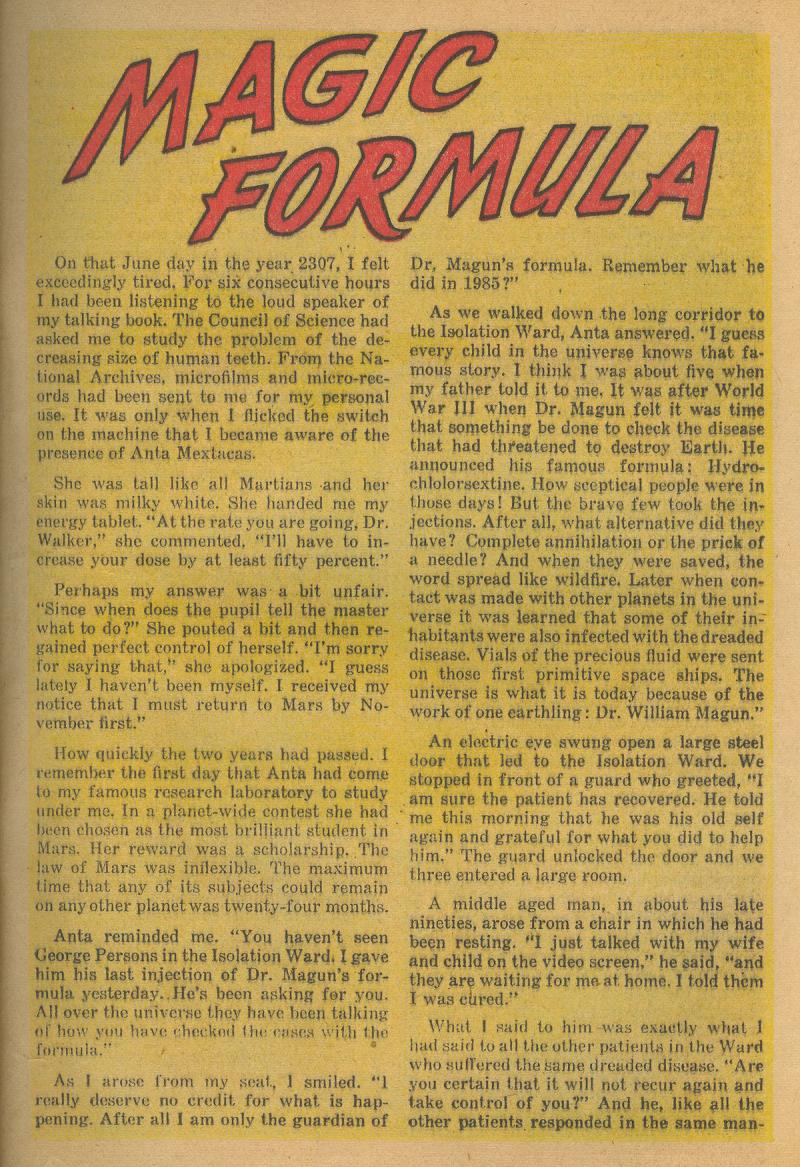 MAGIC
FORMULA
On that June day in the year 2307, I felt
exceedingly tired. For six consecutive hours
I had been listening to the loud speaker of
my talking book. The Council of Science had
asked me to study the problem of the de-
creasing size of human teeth. From the Na-
tional Archives, microfilms and micro-rec-
ords had been sent to me for my personal
use. It was only when I flicked the switch
on the machine that I became aware of the
presence of Anta Mextacas.
She was tall like all Martians and her
skin was milky white. She handed me my
energy tablet. "At the rate you are going, Dr.
Walker," she commented, "I'll have to in-
crease your dose by at least fifty percent."
Perhaps my answer was a bit unfair.
"Since when does the pupil tell the master
what to do?" She pouted a bit and then re-
gained perfect control of herself. "I'm sorry
for saying that," she apologized. "I guess
lately I haven't been myself. I received my
notice that I must return to Mars by No-
vember first."
How quickly the two years had passed. I
remember the first day that Anta had come
to my famous research laboratory to study
under me. In a planet-wide contest she had
been chosen as the most brilliant student in
Mars. Her reward was a scholarship. The
law of Mars was inflexible. The maximum
time that any of its subjects could remain
on any other planet was twenty-four months.
Anta reminded me. "You haven't seen
George Persons in the Isolation Ward. I gave
him his last injection of Dr. Magun's for-
mula yesterday. He's been asking for you.
All over the universe they have been talking
of how you have checked the cases with the
formula."
As I arose from my seat, I smiled. "I
really deserve no credit for what is hap-
pening. After all I am only the guardian of
Dr. Magun's formula. Remember what he
did in 1985?"
As we walked down the long corridor to
the Isolation Ward, Anta answered. "I guess
every child in the universe knows that fa-
mous story. I think I was about five when
my father told it to me. It was after World
War III when Dr. Magun felt it was time
that something be done to check the disease
that had threatened to destroy Earth. He
announced his famous formula: Hydro-
chlolorsextine. How sceptical people were in
those days! But the brave few took the in-
jections. After all, what alternative did they
have? Complete annihilation or the prick of
a needle? And when they were saved, the
word spread like wildfire. Later when con-
tact was made with other planets in the uni-
verse it was learned that some of their in-
habitants were also infected with the dreaded
disease. Vials of the precious fluid were sent
on those first primitive space ships. The
universe is what it is today because of the
work of one earthling: Dr. William Magun."
An electric eye swung open a large steel
door that led to the Isolation Ward. We
stopped in front of a guard who greeted, "I
am sure the patient has recovered. He told
me this morning that he was his old self
again and grateful for what you did to help
him." The guard unlocked the door and we
three entered a large room.
A middle aged man, in about his late
nineties, arose from a chair in which he had
been resting. "I just talked with my wife
and child on the video screen," he said, "and
they are waiting for me at home. I told them
I was cured."
What I said to him was exactly what I
had said to all the other patients in the Ward
who suffered the same dreaded disease. "Are
you certain that it will not recur again and
take control of you?" And he, like all the
other patients responded in the same man-